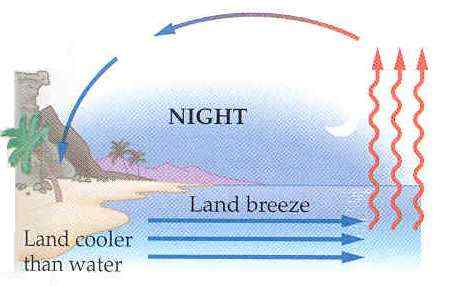 NIGHT
Land breeze
Land cooler
than water